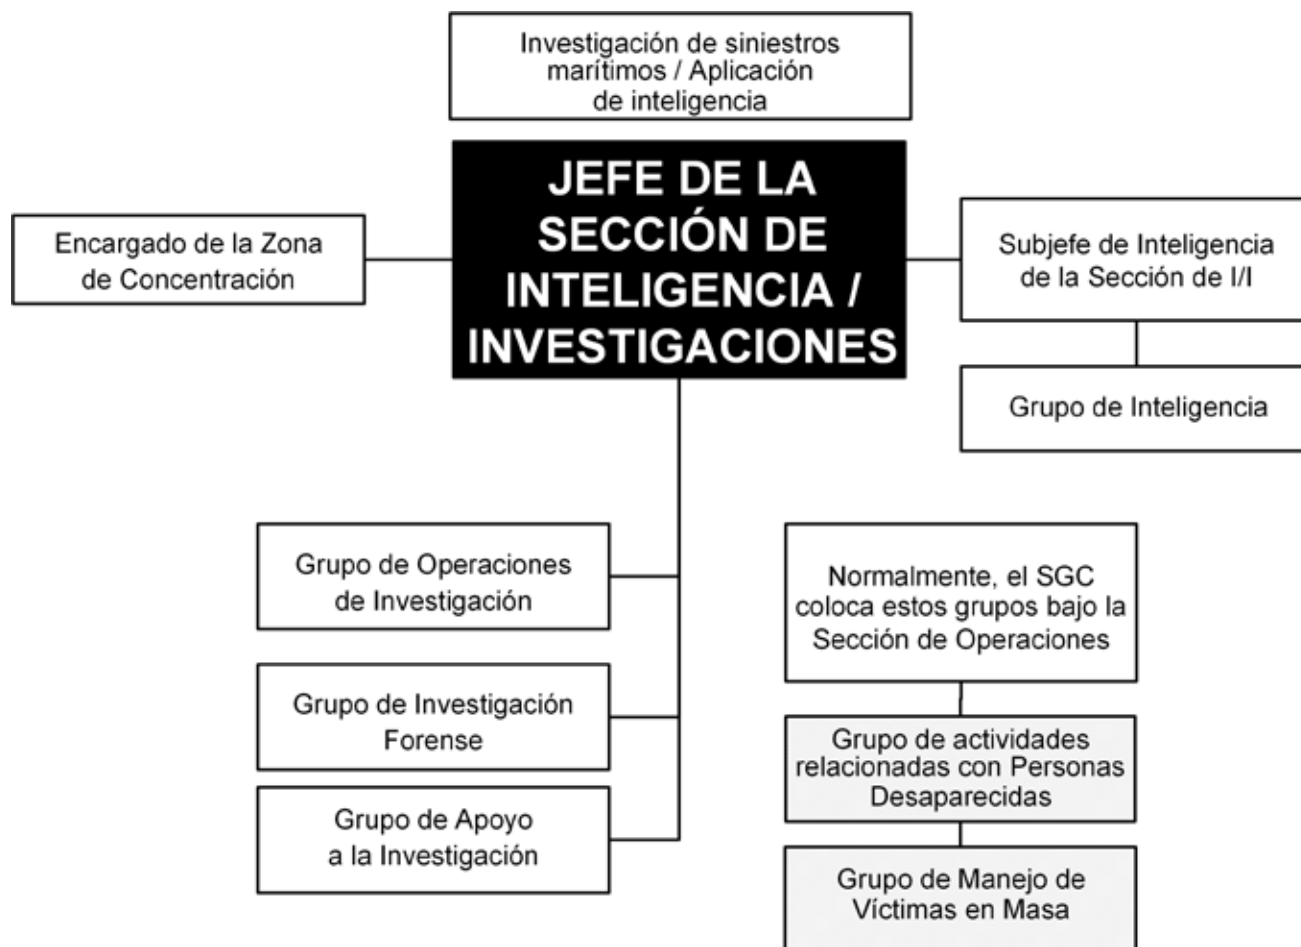 Investigación de siniestros
marítimos / Aplicación
de inteligencia
JEFE DE LA
SECCIÓN DE
INTELIGENCIA /
INVESTIGACIONES
Encargado de la Zona
de Concentración
Subjefe de Inteligencia
de la Sección de I/I
Grupo de Inteligencia
Grupo de Operaciones
de Investigación
Grupo de Investigación
Forense
Grupo de Apoyo
a la Investigación
Normalmente, el SGC
coloca estos grupos bajo la
Sección de Operaciones
Grupo de actividades
relacionadas con Personas
Desaparecidas
Grupo de Manejo de
Víctimas en Masa